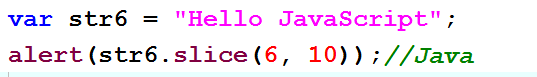 var str6 = "Hello JavaScript";
alert(str6.slice(6, 10));//Java